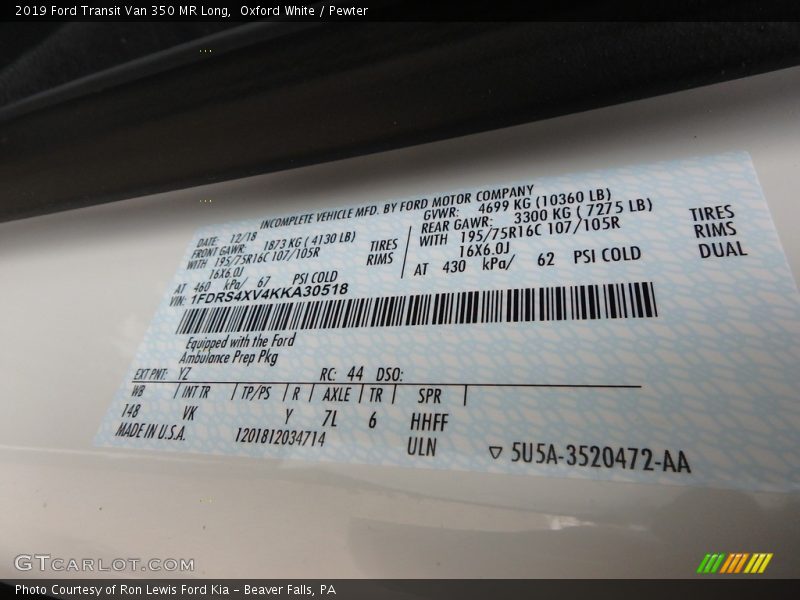 2019 Ford Transit Van 350 MR Long,  Oxford White / Pewter
INCOMPLETE VEHICLE MFD. BY FORD MOTOR COMPANY
DATE: 12/18 GVWR: 4699 KG (10360 LB)
FRONT GAWR: 1873 KG (4130 LB) REAR GAWR: 3300 KG (7275 LB)
WITH 195/75R16C 107/105R TIRES WITH 195/75R16C 107/105R TIRES
16X6.0J RIMS 16X6.0J RIMS
AT 460 kPa/ 67 PSI COLD AT 430 kPa/ 62 PSI COLD DUAL
VIN: 1FDRS4XV4KKA30518
Equipped with the Ford
Ambulance Prep Pkg
EXT PNT: YZ RC: 44 DSO:
WB INT TR TP/PS R AXLE TR SPR
148 VK Y 7L 6 HHFF
MADE IN U.S.A. 1201812034714 ULN
5U5A-3520472-AA
GTCARLOT.COM
Photo Courtesy of Ron Lewis Ford Kia - Beaver Falls, PA